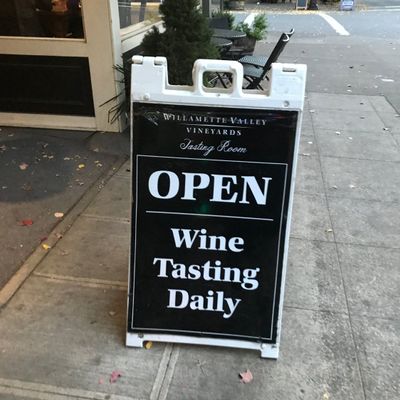 Willamette Valley
VINEYARDS
Tasting Room
OPEN
Wine
Tasting
Daily